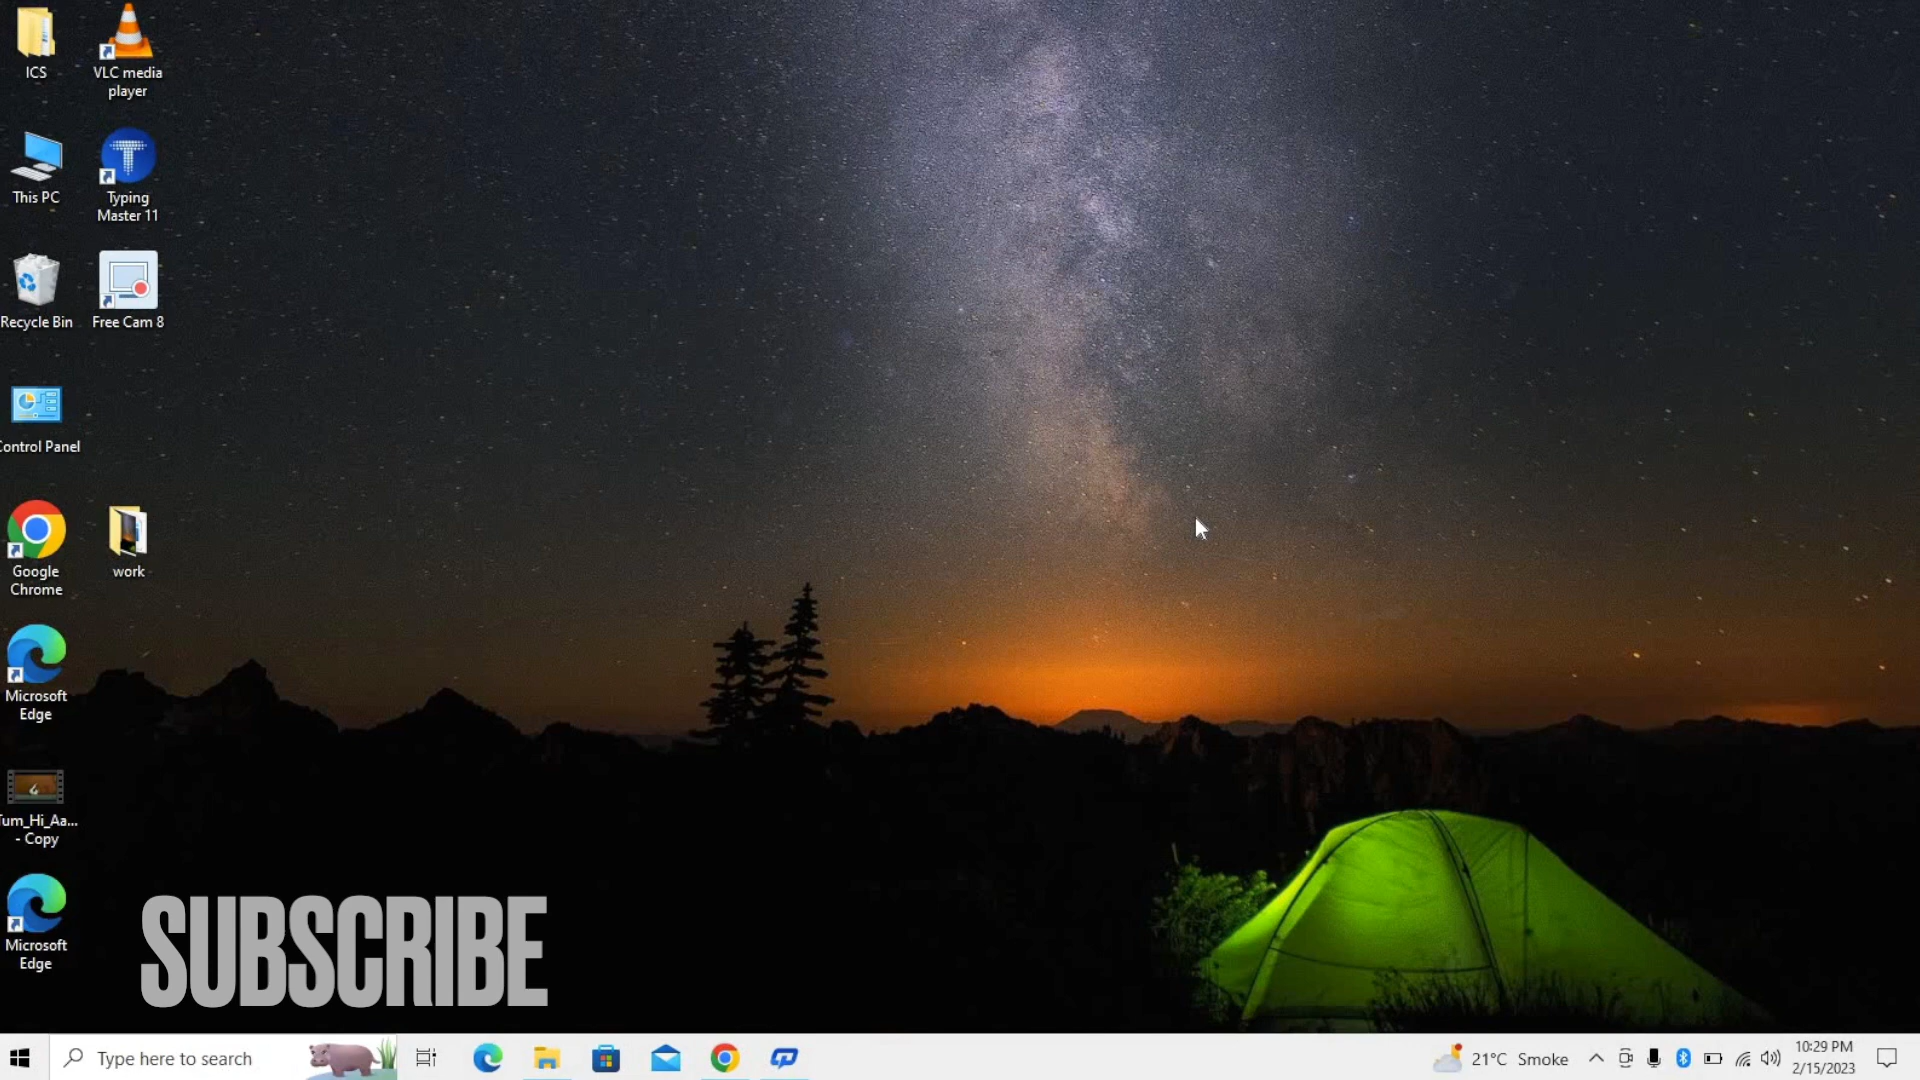 ICS
VLC media
player
This PC
Typing
Master 11
Recycle Bin
Free Cam 8
Control Panel
Google
Chrome
work
Microsoft
Edge
Tum_Hi_Aa...
- Copy
Microsoft
Edge
SUBSCRIBE
Type here to search
21°C Smoke
10:29 PM
2/15/2023